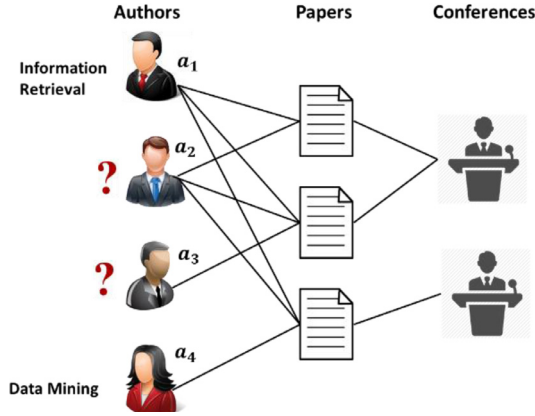 Authors
Papers
Conferences
Information
Retrieval
a₁
?
a₂
?
a₃
a₄
Data Mining